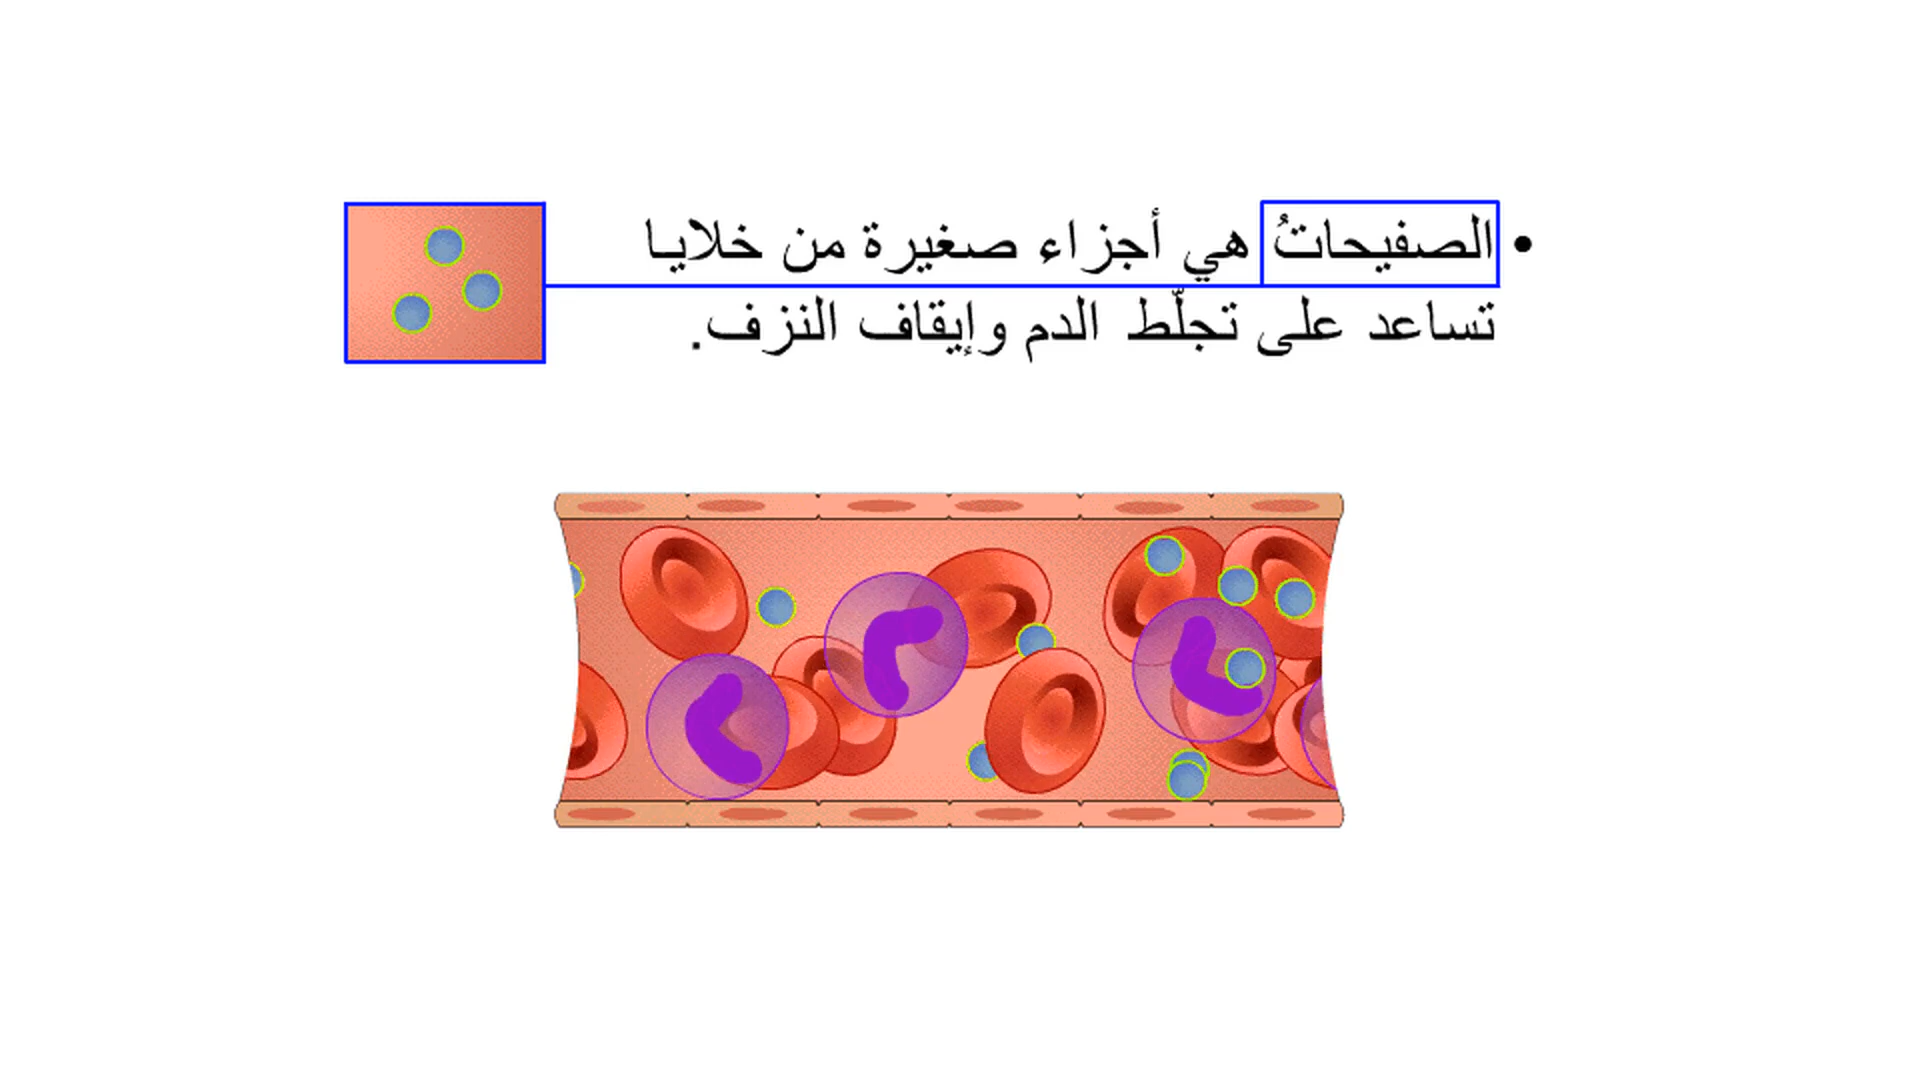 • الصفيحاتُ هي أجزاء صغيرة من خلايا
تساعد على تجلّط الدم وإيقاف النزف.